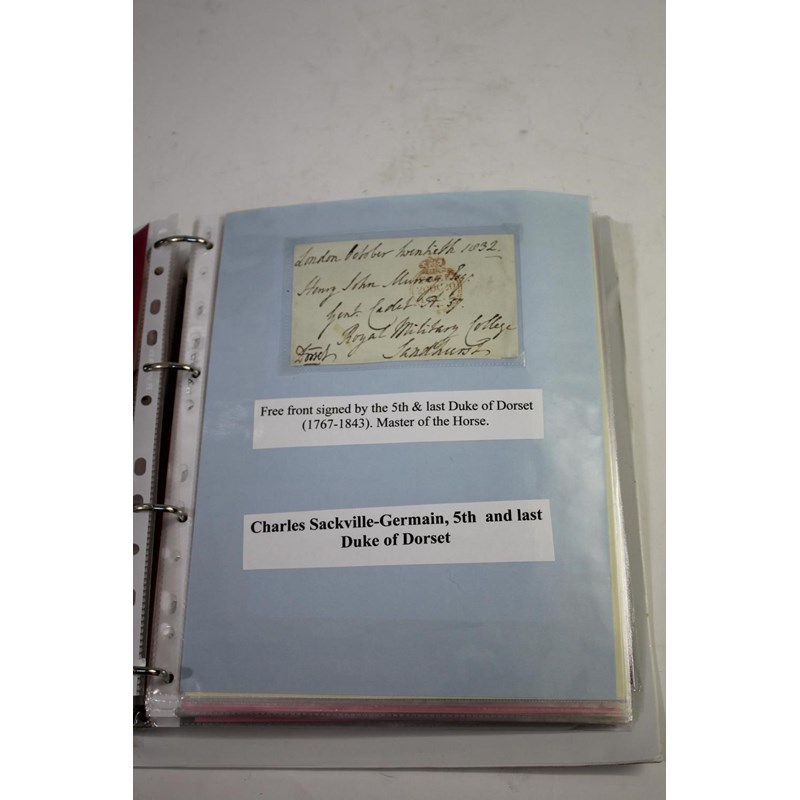 London October twentieth 1832.
Henry John Murray Esqr.
Gent. Cadet
Royal Military College
Dorset Sandhurst
Free front signed by the 5th & last Duke of Dorset
(1767-1843). Master of the Horse.
Charles Sackville-Germain, 5th and last
Duke of Dorset